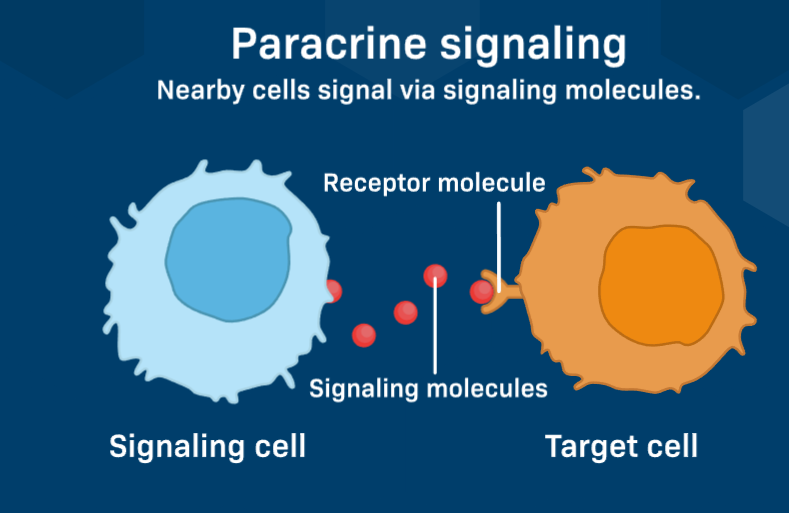 Paracrine signaling
Nearby cells signal via signaling molecules.
Receptor molecule
Signaling molecules
Signaling cell
Target cell